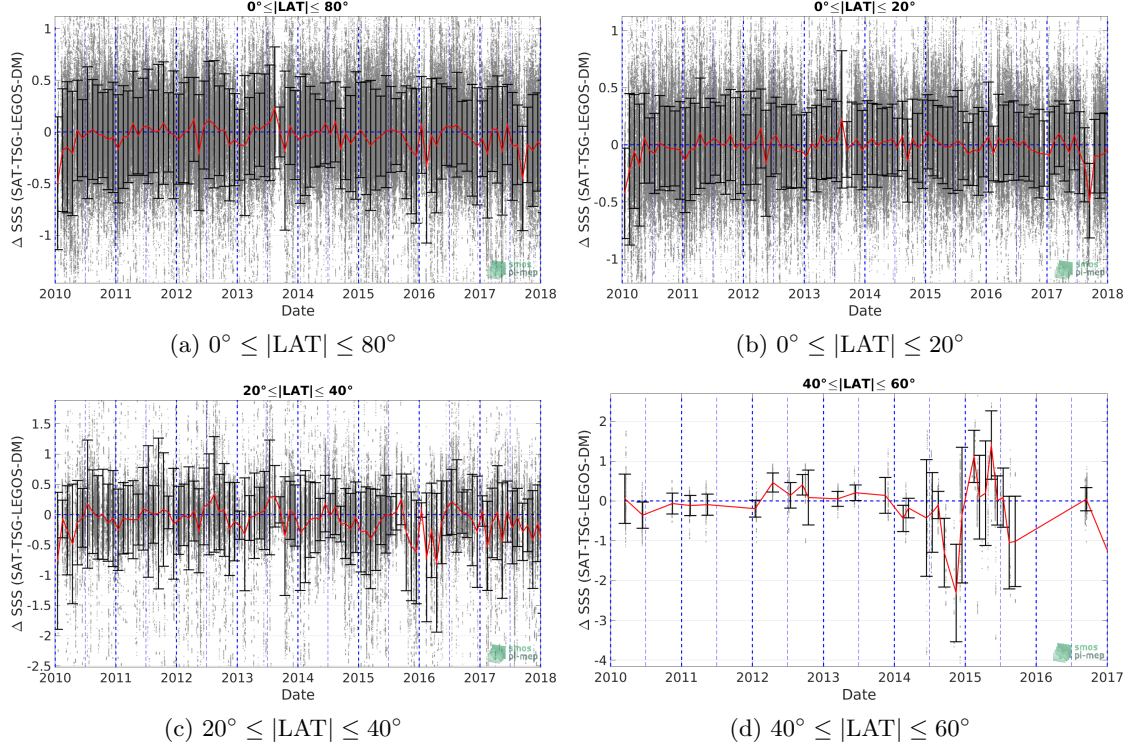 0°≤|LAT|≤ 80°
Δ SSS (SAT-TSG-LEGOS-DM)
1
0.5
0
-0.5
-1
2010 2011 2012 2013 2014 2015 2016 2017 2018
Date
smos
pi-mep
(a) 0° ≤ |LAT| ≤ 80°
0°≤|LAT|≤ 20°
Δ SSS (SAT-TSG-LEGOS-DM)
1
0.5
0
-0.5
-1
2010 2011 2012 2013 2014 2015 2016 2017 2018
Date
smos
pi-mep
(b) 0° ≤ |LAT| ≤ 20°
20°≤|LAT|≤ 40°
Δ SSS (SAT-TSG-LEGOS-DM)
1.5
1
0.5
0
-0.5
-1
-1.5
-2
-2.5
2010 2011 2012 2013 2014 2015 2016 2017 2018
Date
smos
pi-mep
(c) 20° ≤ |LAT| ≤ 40°
40°≤|LAT|≤ 60°
Δ SSS (SAT-TSG-LEGOS-DM)
2
1
0
-1
-2
-3
-4
2010 2011 2012 2013 2014 2015 2016 2017
Date
smos
pi-mep
(d) 40° ≤ |LAT| ≤ 60°